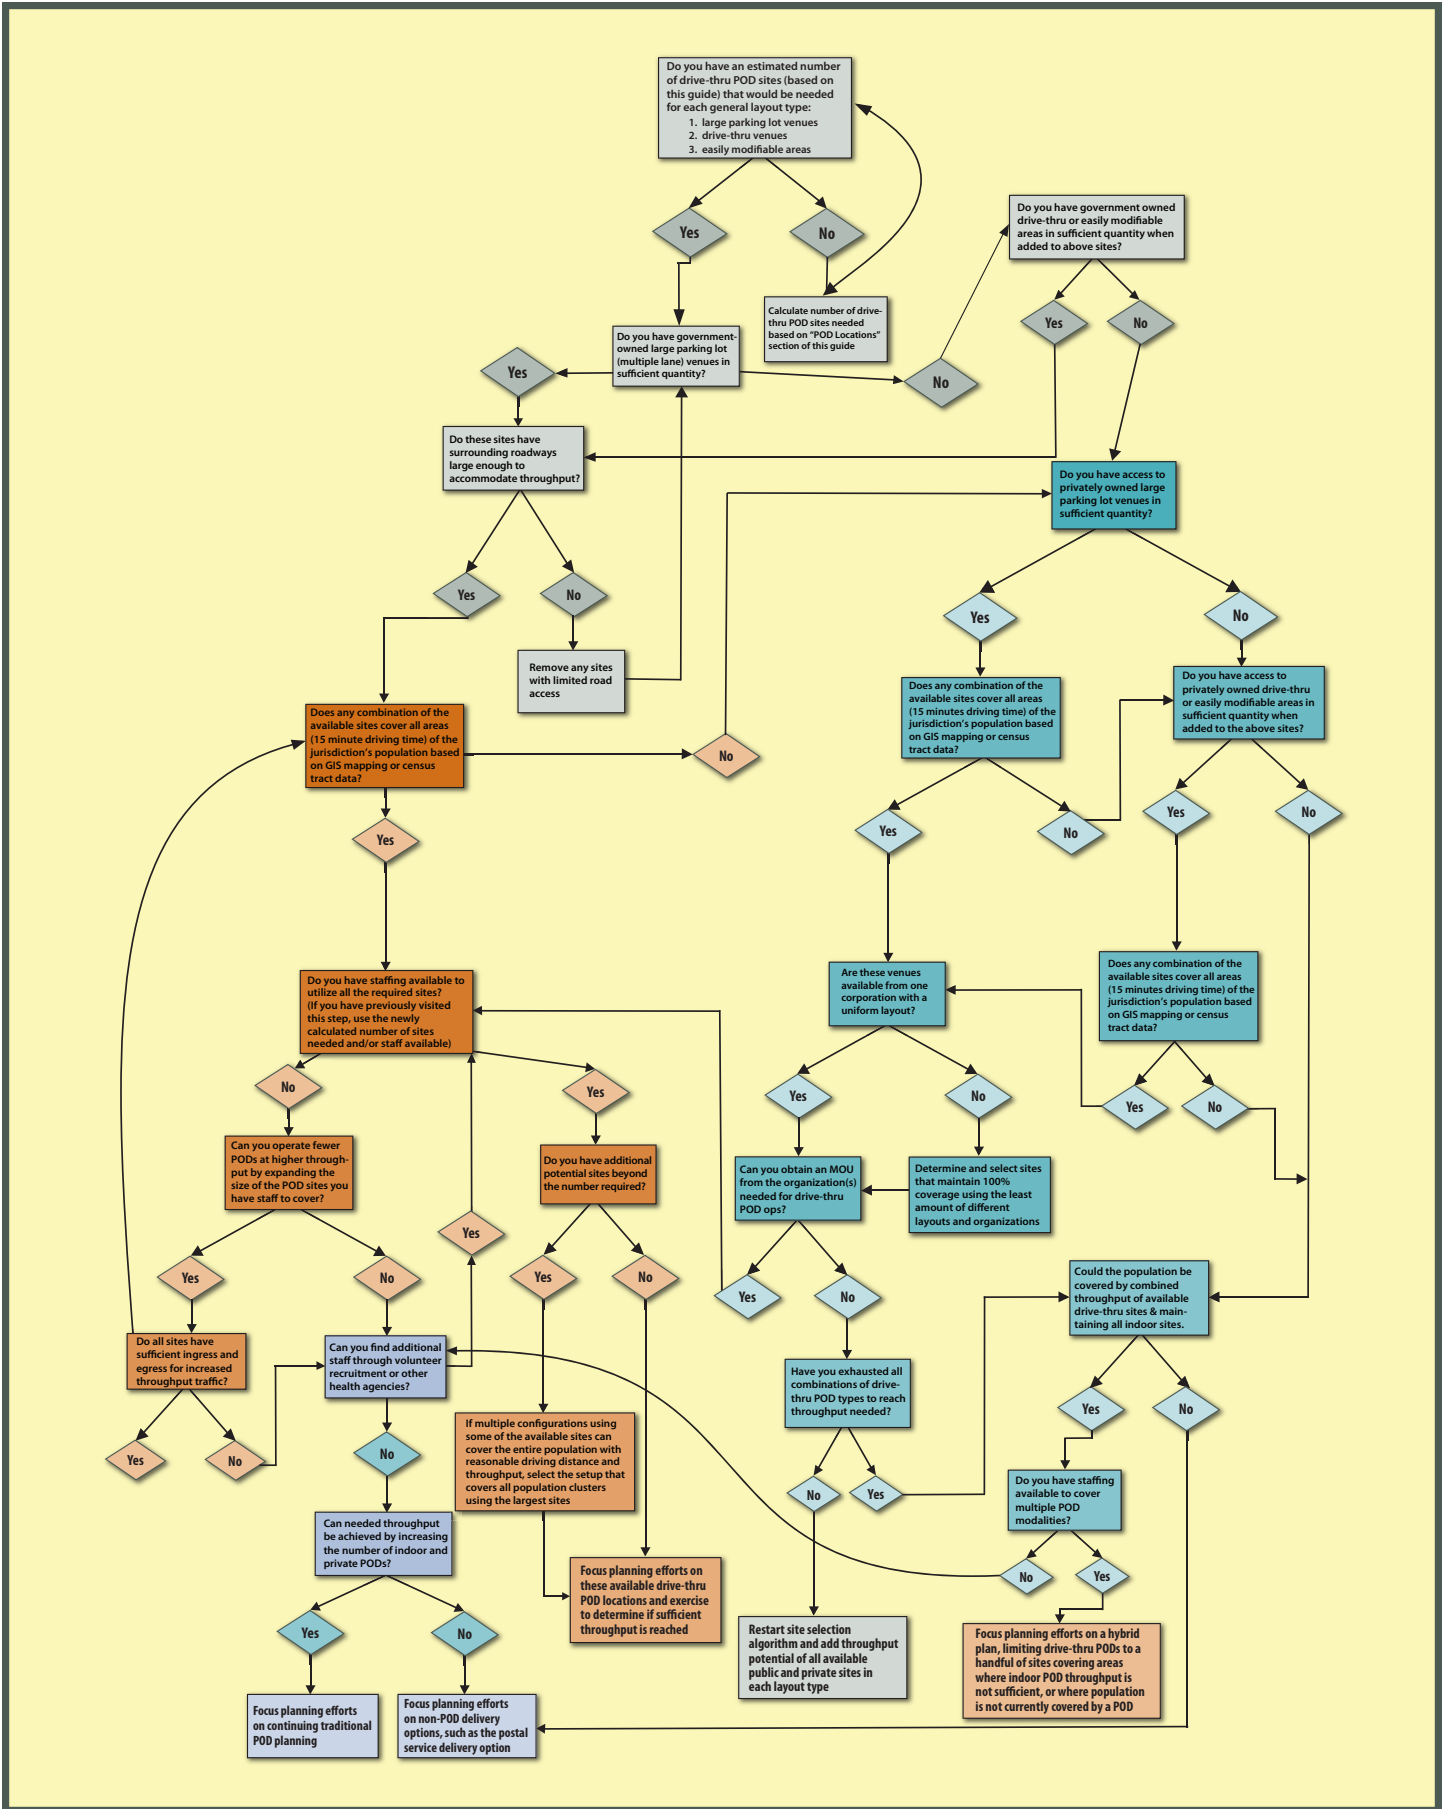 Do you have an estimated number
of drive-thru POD sites (based on
this guide) that would be needed
for each general layout type:
1. large parking lot venues
2. drive-thru venues
3. easily modifiable areas
Yes
No
Do you have government owned
drive-thru or easily modifiable
areas in sufficient quantity when
added to above sites?
Calculate number of drive-
thru POD sites needed
based on “POD Locations”
section of this guide
Yes
No
Do you have government-
owned large parking lot
(multiple lane) venues in
sufficient quantity?
Yes
No
Do these sites have
surrounding roadways
large enough to
accommodate throughput?
Do you have access to
privately owned large
parking lot venues in
sufficient quantity?
Yes
No
Yes
No
Remove any sites
with limited road
access
Does any combination of the
available sites cover all areas
(15 minutes driving time) of the
jurisdiction’s population based
on GIS mapping or census
tract data?
Do you have access to
privately owned drive-thru
or easily modifiable areas in
sufficient quantity when
added to the above sites?
Does any combination of the
available sites cover all areas
(15 minute driving time) of the
jurisdiction’s population based
on GIS mapping or census
tract data?
No
Yes
Yes
No
Yes
No
Do you have staffing available to
utilize all the required sites?
(If you have previously visited
this step, use the newly
calculated number of sites
needed and/or staff available)
Are these venues
available from one
corporation with a
uniform layout?
Does any combination of the
available sites cover all areas
(15 minutes driving time) of the
jurisdiction’s population based
on GIS mapping or census
tract data?
No
Yes
Yes
No
Yes
No
Can you operate fewer
PODs at higher through-
put by expanding the
size of the POD sites you
have staff to cover?
Do you have additional
potential sites beyond
the number required?
Can you obtain an MOU
from the organization(s)
needed for drive-thru
POD ops?
Determine and select sites
that maintain 100%
coverage using the least
amount of different
layouts and organizations
Yes
Yes
No
Yes
No
Yes
No
Could the population be
covered by combined
throughput of available
drive-thru sites & main-
taining all indoor sites.
Do all sites have
sufficient ingress and
egress for increased
throughput traffic?
Can you find additional
staff through volunteer
recruitment or other
health agencies?
Have you exhausted all
combinations of drive-
thru POD types to reach
throughput needed?
Yes
No
If multiple configurations using
some of the available sites can
cover the entire population with
reasonable driving distance and
throughput, select the setup that
covers all population clusters
using the largest sites
Yes
No
No
No
Yes
Do you have staffing
available to cover
multiple POD
modalities?
Can needed throughput
be achieved by increasing
the number of indoor and
private PODs?
Focus planning efforts on
these available drive-thru
POD locations and exercise
to determine if sufficient
throughput is reached
No
Yes
Yes
No
Restart site selection
algorithm and add throughput
potential of all available
public and private sites in
each layout type
Focus planning efforts on a hybrid
plan, limiting drive-thru PODs to a
handful of sites covering areas
where indoor POD throughput is
not sufficient, or where population
is not currently covered by a POD
Focus planning efforts
on continuing traditional
POD planning
Focus planning efforts
on non-POD delivery
options, such as the postal
service delivery option